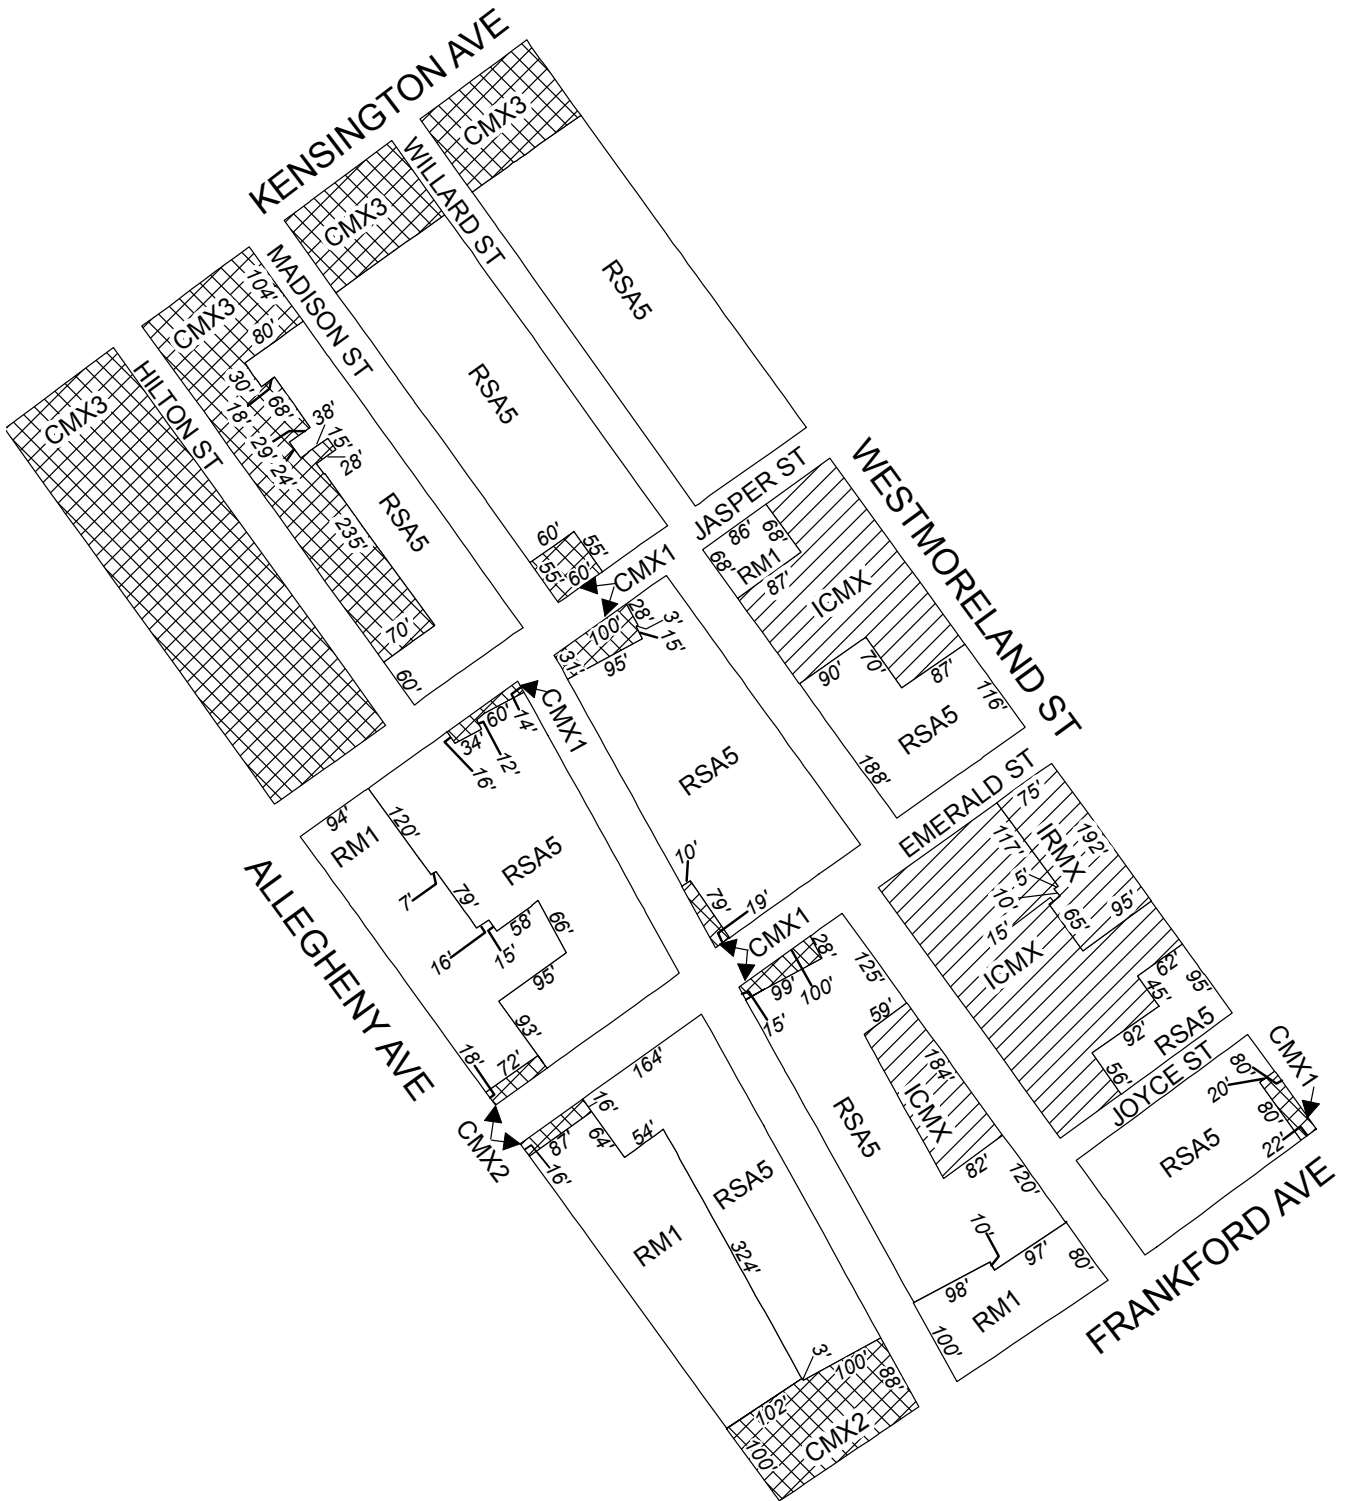 KENSINGTON AVE
CMX3
WILLARD ST
CMX3
RSA5
MADISON ST
104'
CMX3
80'
RSA5
HILTON ST
CMX3
30'
68'
18'
38'
15'
29'
24'
28'
RSA5
235'
70'
60'
60'
55'
55'
60'
CMX1
JASPER ST
WESTMORELAND ST
86'
68'
68'
RM1
87'
ICMX
90'
70'
87'
116'
RSA5
188'
100'
28'
3'
15'
31'
95'
RSA5
10'
79'
19'
CMX1
60'
14'
34'
12'
16'
CMX1
94'
RM1
120'
RSA5
7'
79'
58'
66'
16'
15'
95'
93'
18'
72'
ALLEGHENY AVE
CMX2
EMERALD ST
75'
117'
IRMX
192'
5'
10'
15'
65'
95'
ICMX
62'
45'
95'
92'
RSA5
56'
JOYCE ST
28'
99'
100'
15'
125'
59'
184'
ICMX
RSA5
82'
120'
10'
97'
98'
80'
RM1
100'
CMX1
80'
20'
80'
22'
RSA5
FRANKFORD AVE
164'
16'
87'
64'
54'
16'
RSA5
RM1
324'
3'
100'
88'
102'
CMX2
100'